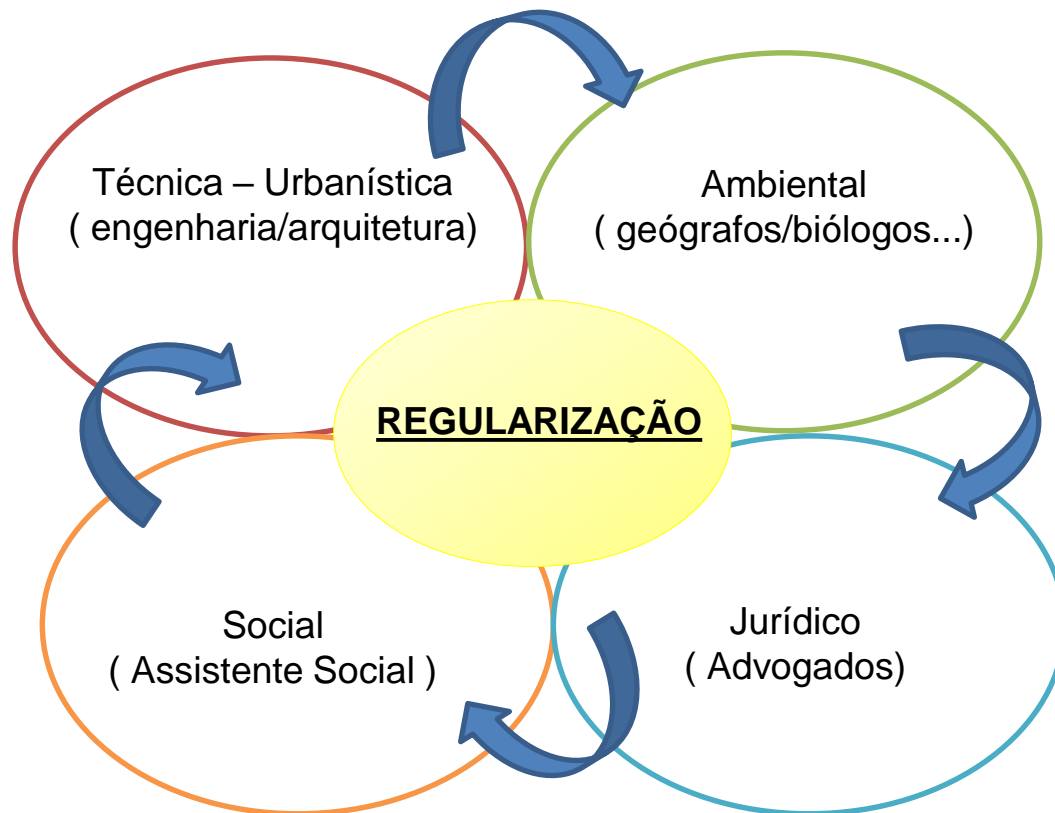 Técnica – Urbanística
( engenharia/arquitetura)
Ambiental
( geógrafos/biólogos...)
REGULARIZAÇÃO
Social
( Assistente Social )
Jurídico
( Advogados)